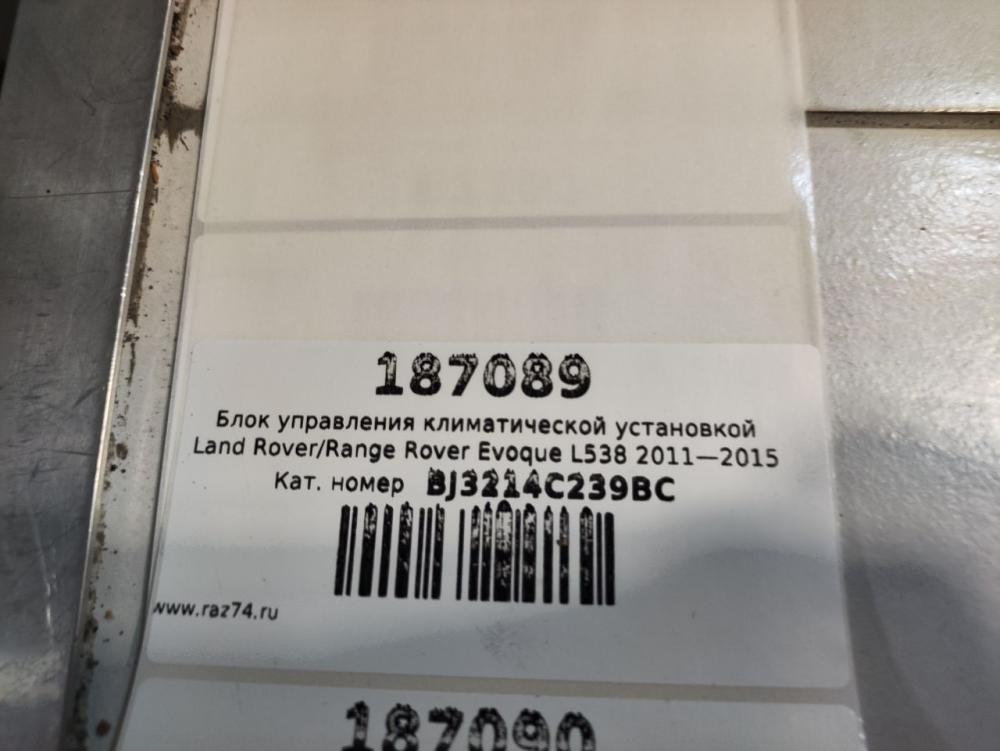 187089
Блок управления климатической установкой
Land Rover/Range Rover Evoque L538 2011—2015
Кат. номер BJ3214C239BC
www.raz74.ru
187090